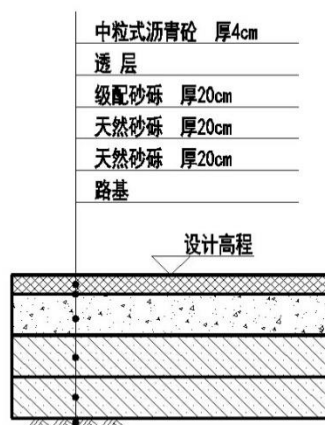 中粒式沥青砼 厚4cm
透 层
级配砂砾 厚20cm
天然砂砾 厚20cm
天然砂砾 厚20cm
路基
设计高程